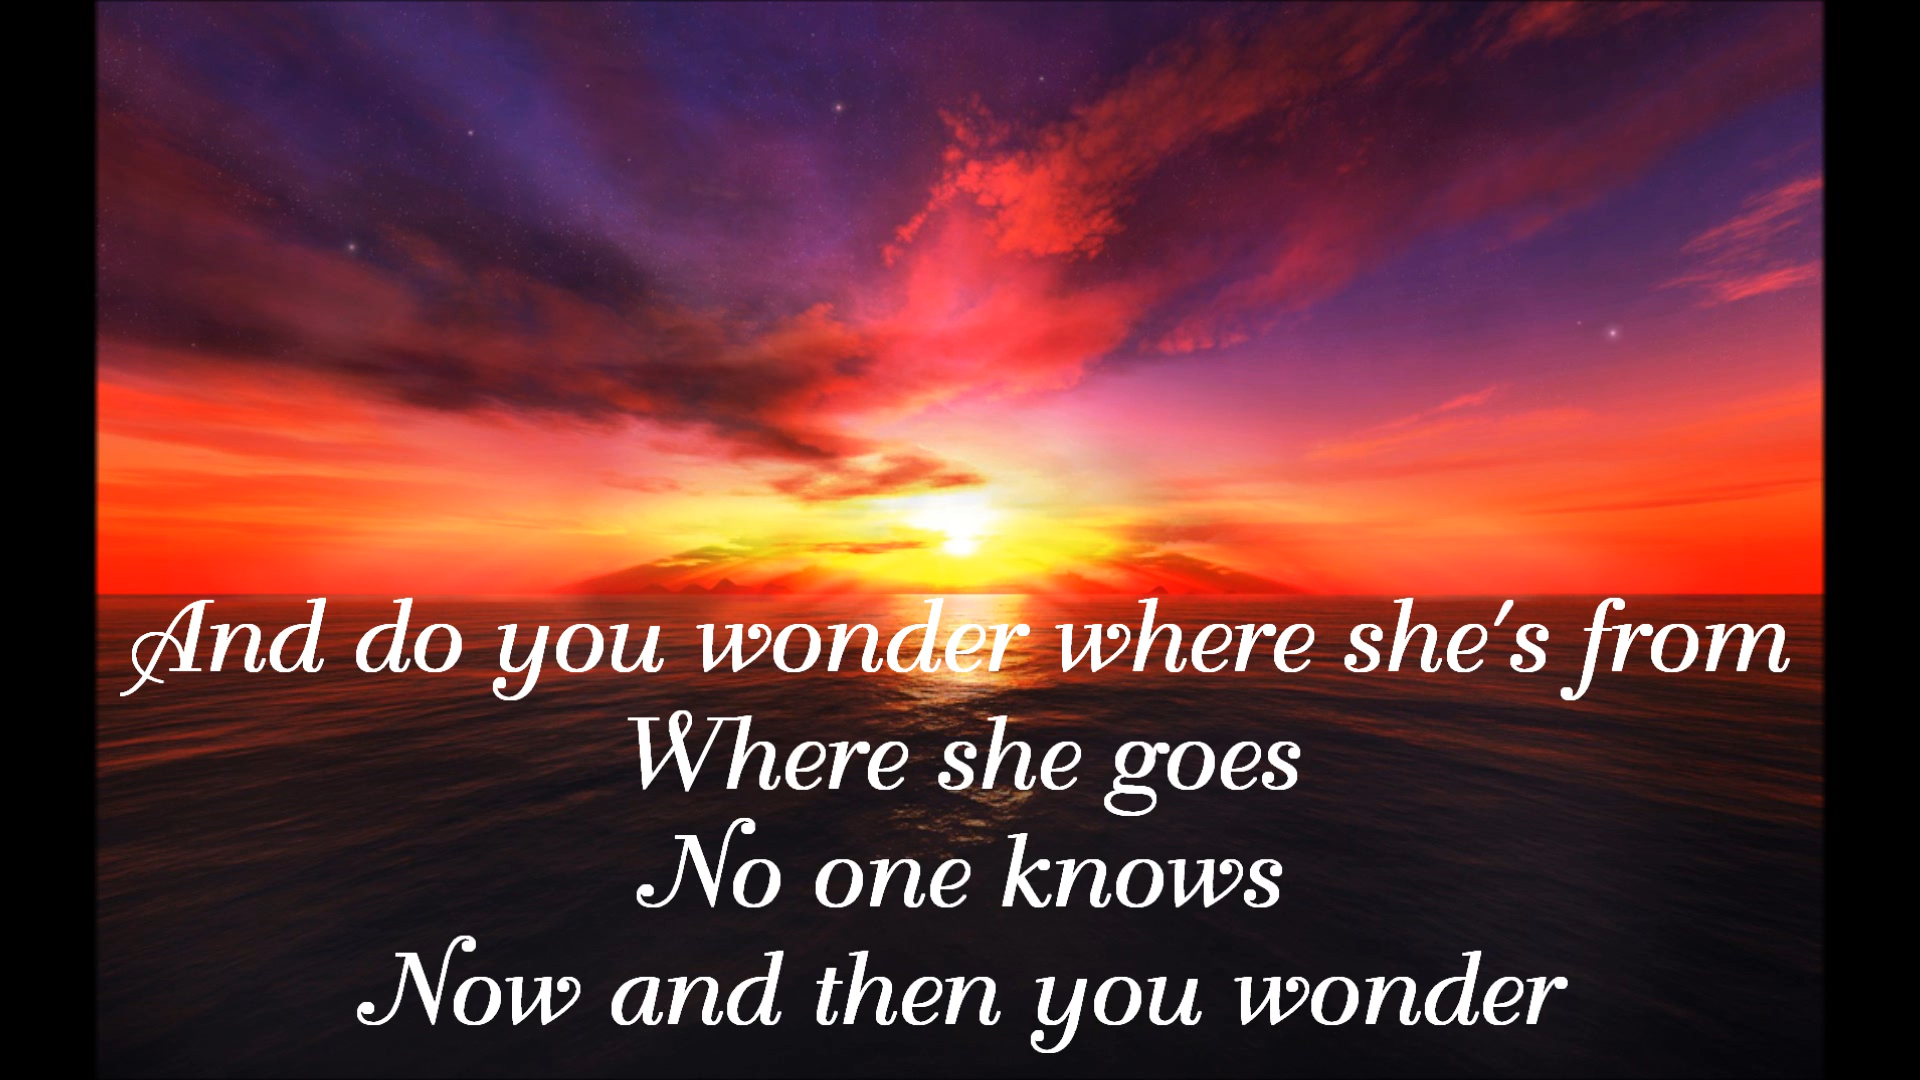 And do you wonder where she's from
Where she goes
No one knows
Now and then you wonder